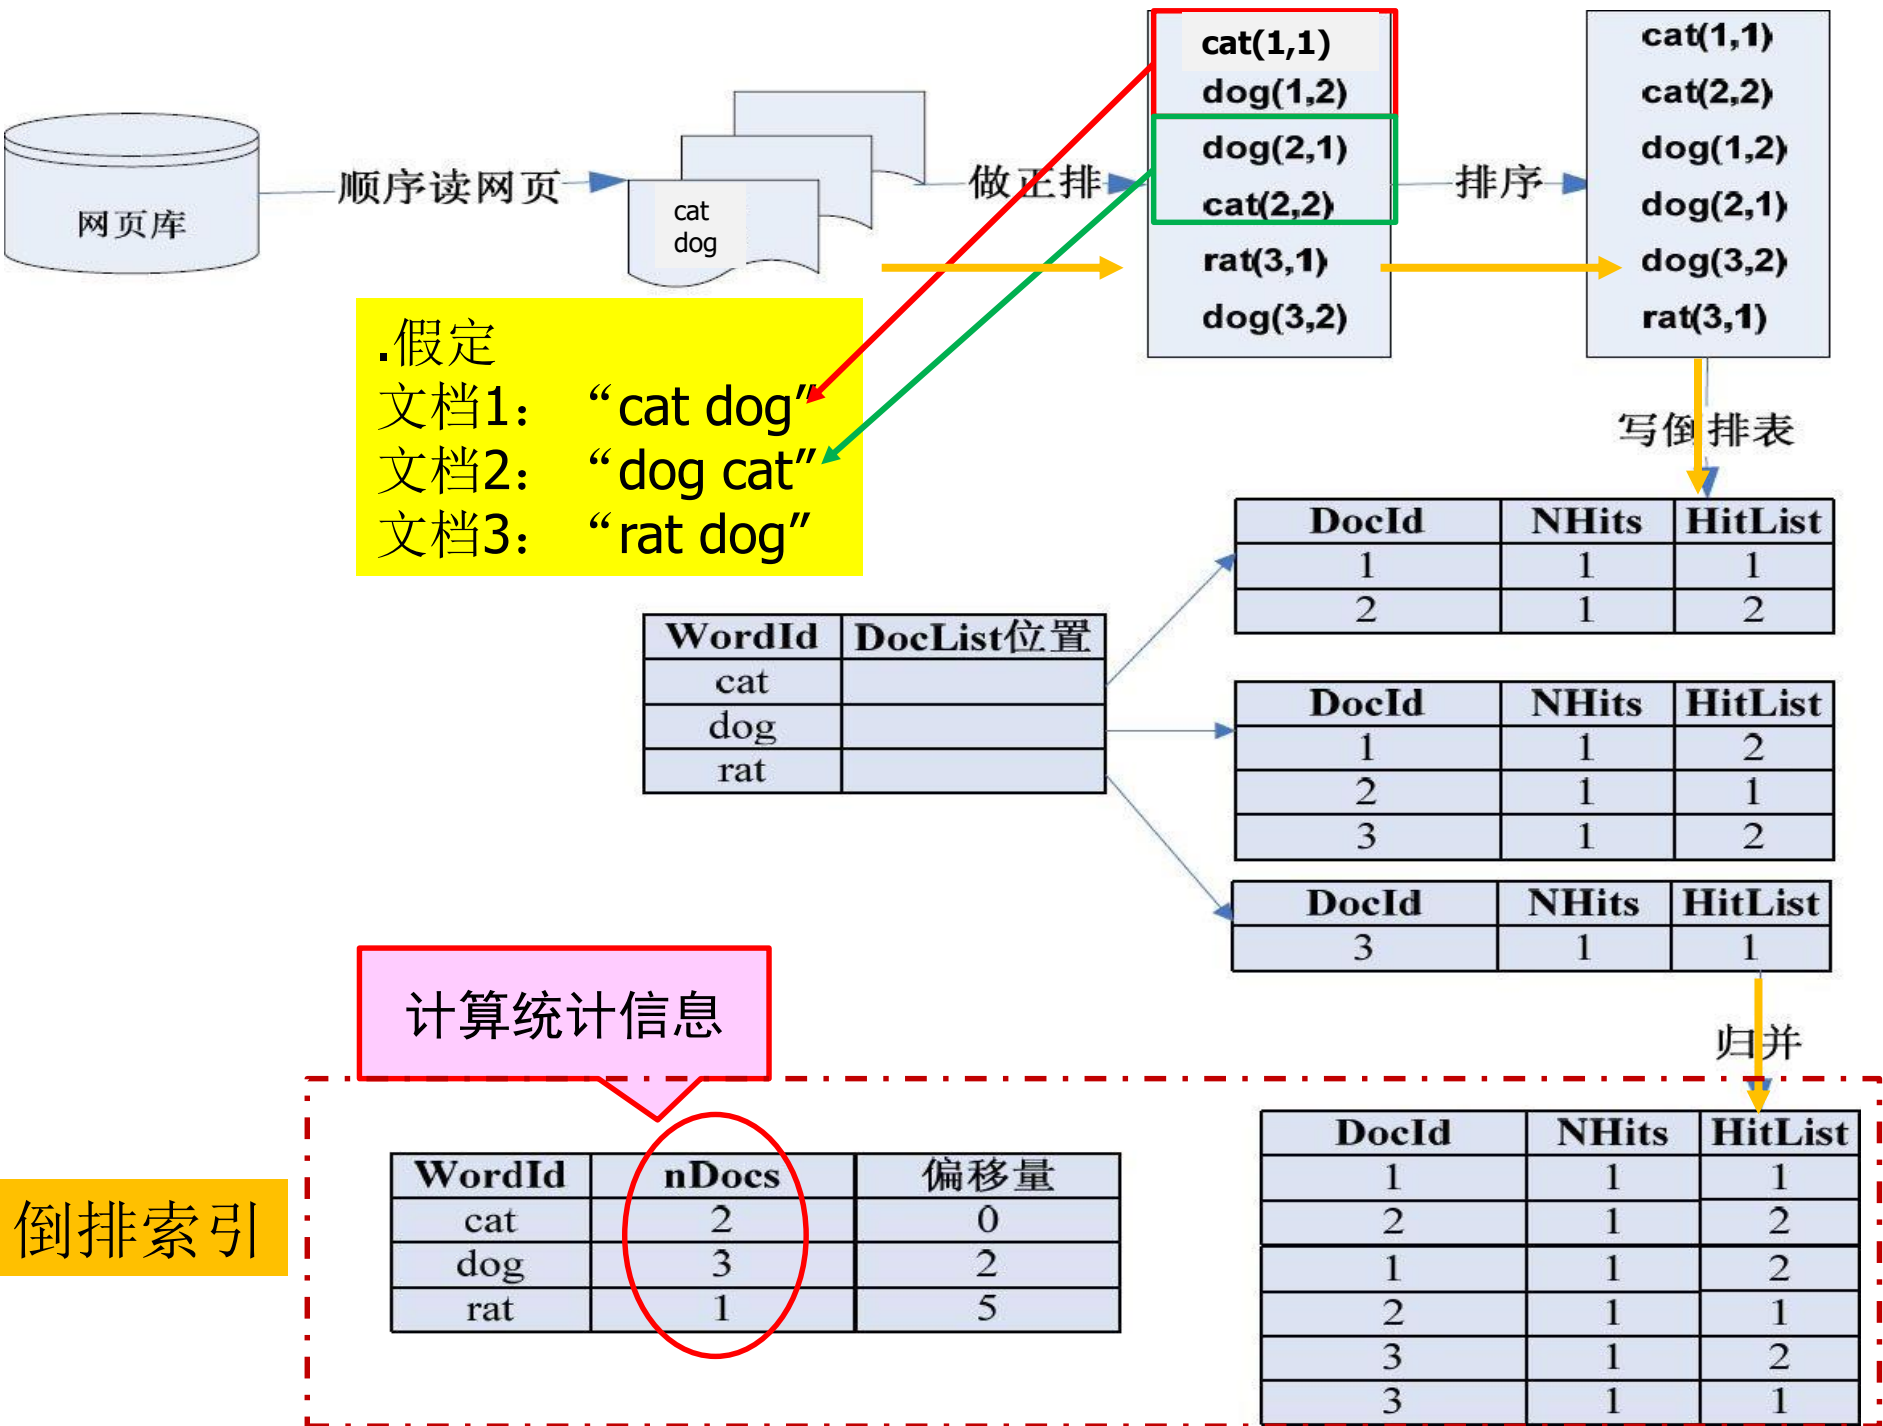 网页库
顺序读网页
cat
dog
做正排
cat(1,1)
dog(1,2)
dog(2,1)
cat(2,2)
rat(3,1)
dog(3,2)
排序
cat(1,1)
cat(2,2)
dog(1,2)
dog(2,1)
dog(3,2)
rat(3,1)
.假定
文档1： “cat dog”
文档2： “dog cat”
文档3： “rat dog”
写倒排表
WordId DocList位置
cat
dog
rat
DocId NHits HitList
1 1 1
2 1 2
DocId NHits HitList
1 1 2
2 1 1
3 1 2
DocId NHits HitList
3 1 1
归并
计算统计信息
倒排索引
WordId nDocs 偏移量
cat 2 0
dog 3 2
rat 1 5
DocId NHits HitList
1 1 1
2 1 2
1 1 2
2 1 1
3 1 2
3 1 1